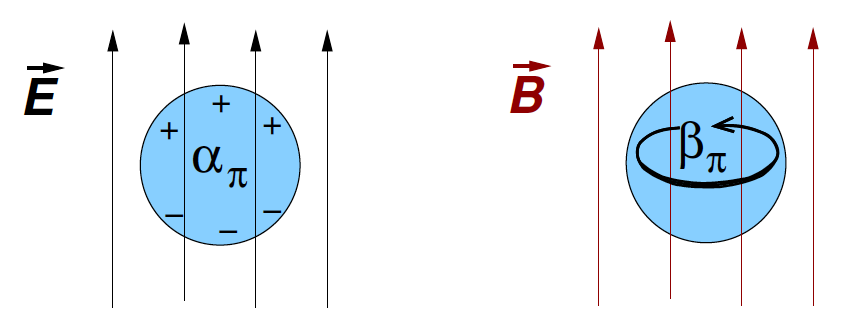 E⃗
+ + +
α_π
− − −
B⃗
β_π